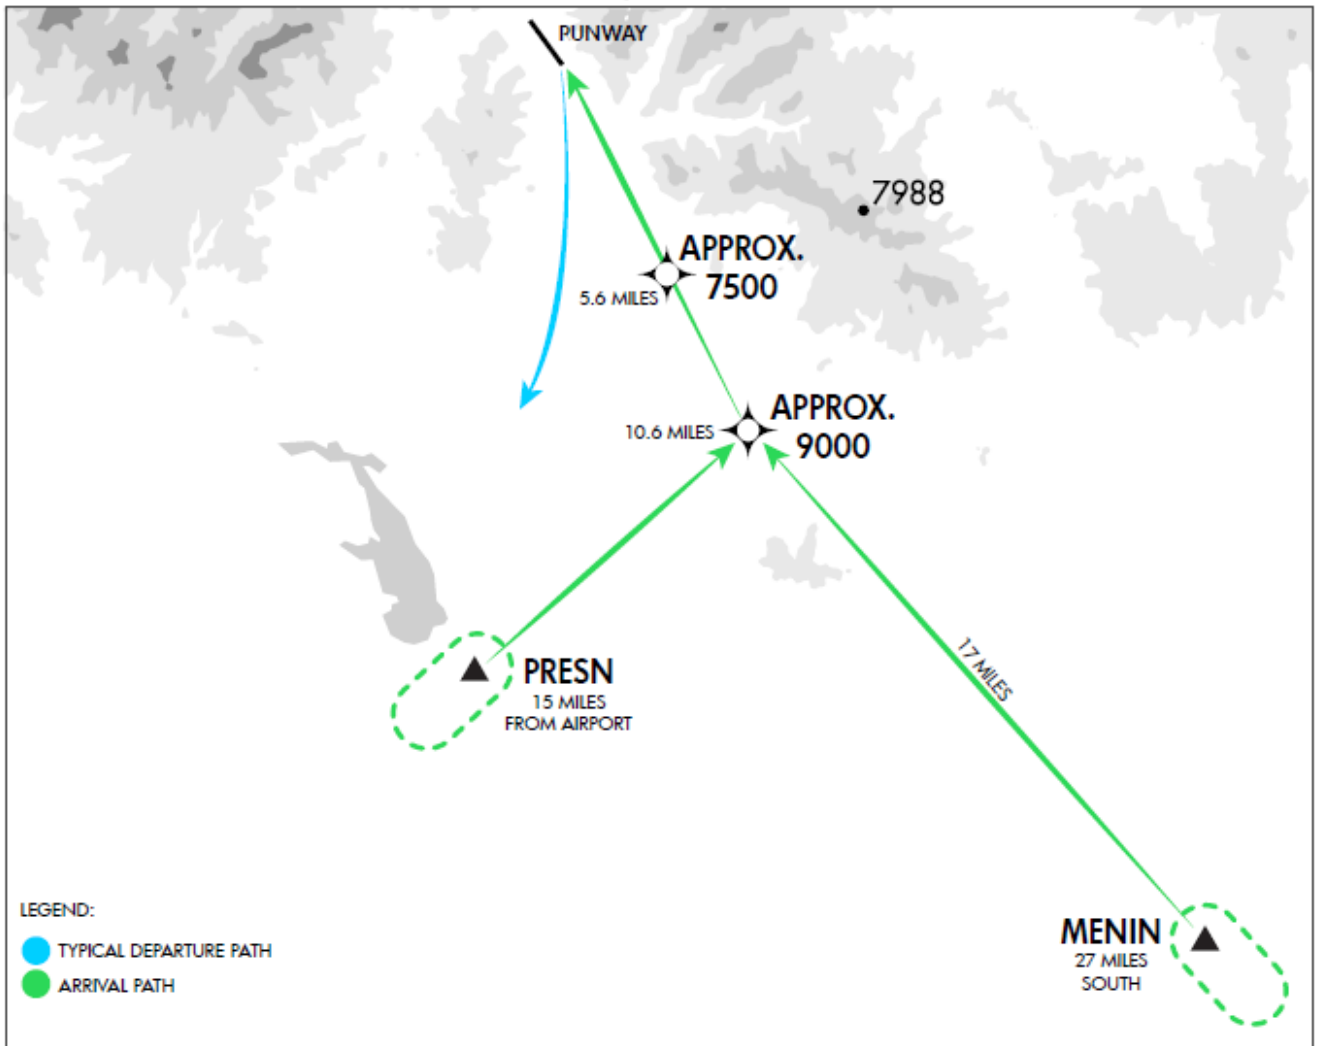 PUNWAY
7988
APPROX.
7500
5.6 MILES
APPROX.
9000
10.6 MILES
17 MILES
PRESN
15 MILES
FROM AIRPORT
MENIN
27 MILES
SOUTH
LEGEND:
TYPICAL DEPARTURE PATH
ARRIVAL PATH